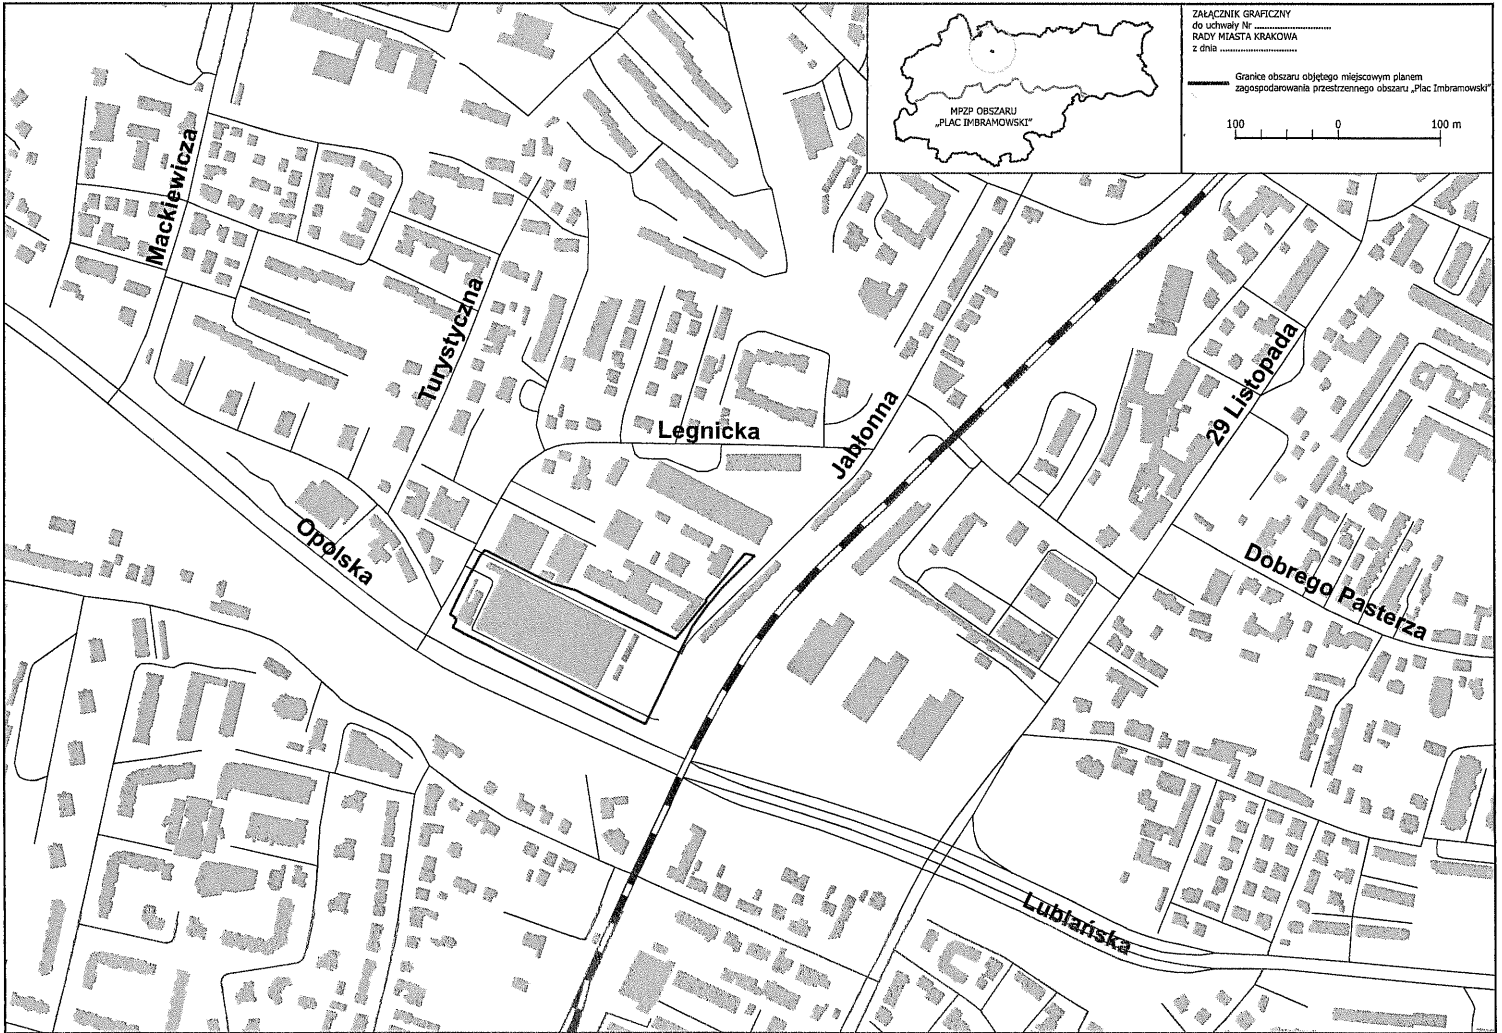 ZAŁĄCZNIK GRAFICZNY
do uchwały Nr ..............................
RADY MIASTA KRAKOWA
z dnia ..............................
Granice obszaru objętego miejscowym planem
zagospodarowania przestrzennego obszaru „Plac Imbramowski"
MPZP OBSZARU
„PLAC IMBRAMOWSKI"
100 0 100 m
Mackiewicza
Turystyczna
Legnicka
Jabłonna
29 Listopada
Opolska
Dobrego Pasterza
Lublańska